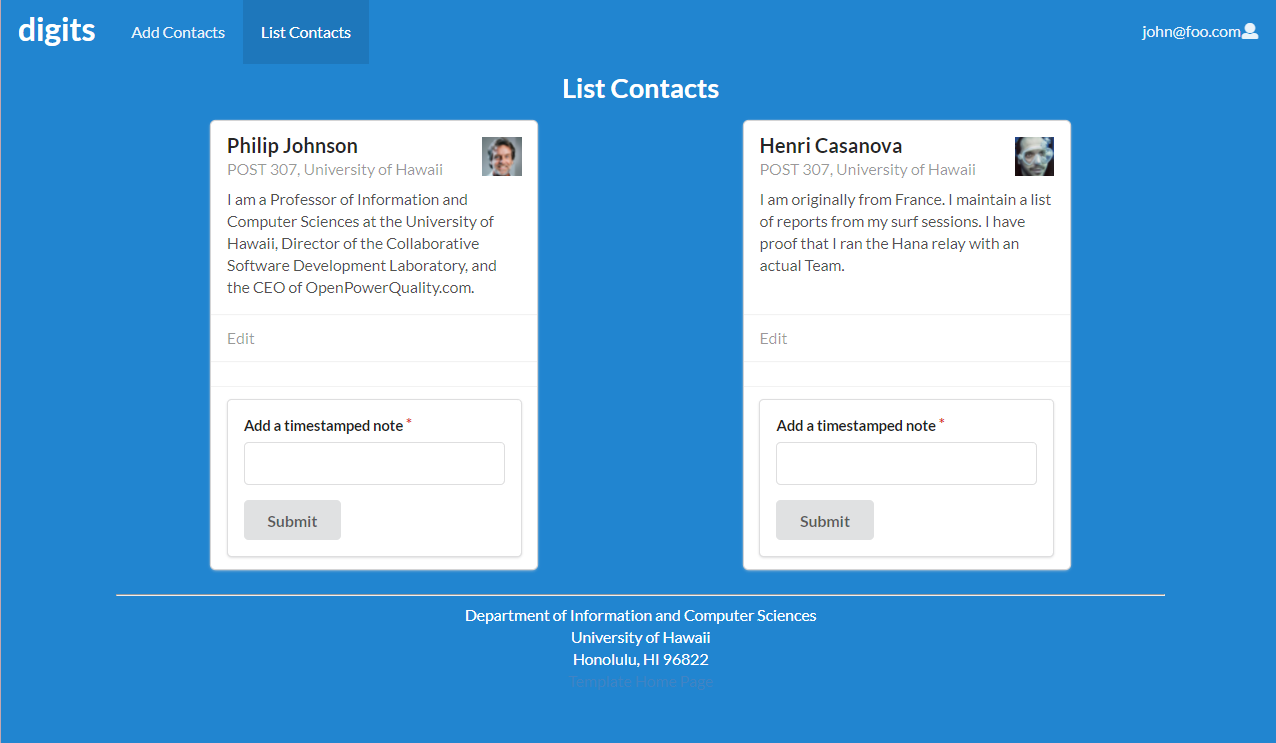 digits
Add Contacts
List Contacts
john@foo.com
List Contacts
Philip Johnson
POST 307, University of Hawaii
I am a Professor of Information and
Computer Sciences at the University of
Hawaii, Director of the Collaborative
Software Development Laboratory, and
the CEO of OpenPowerQuality.com.
Edit
Add a timestamped note *
Submit
Henri Casanova
POST 307, University of Hawaii
I am originally from France. I maintain a list
of reports from my surf sessions. I have
proof that I ran the Hana relay with an
actual Team.
Edit
Add a timestamped note *
Submit
Department of Information and Computer Sciences
University of Hawaii
Honolulu, HI 96822
Template Home Page